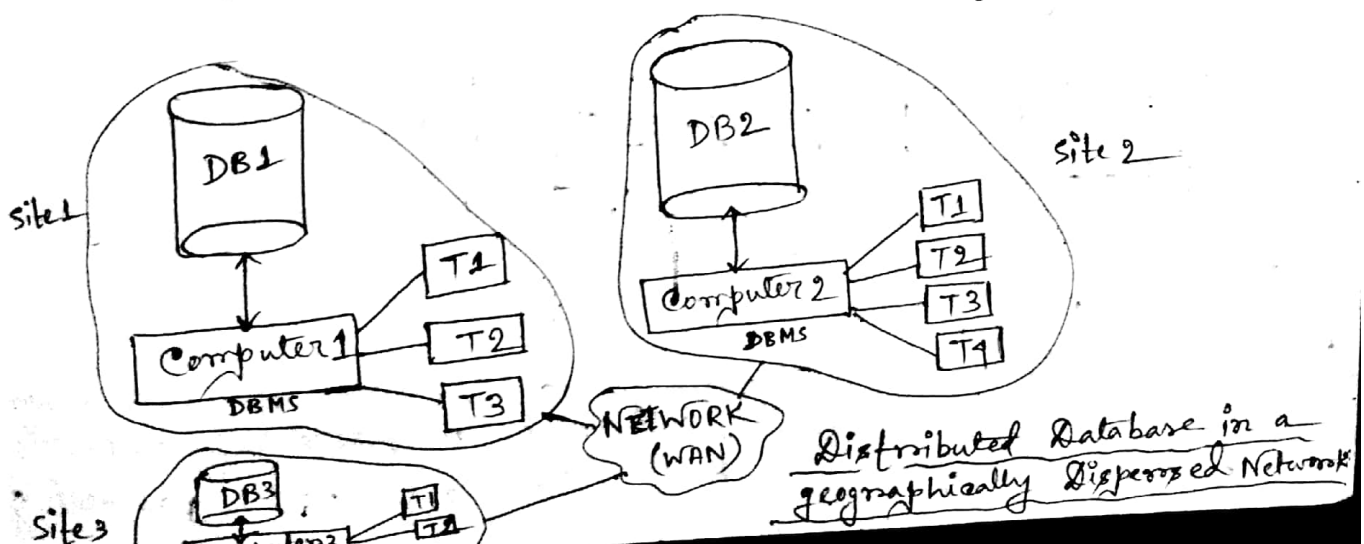 Site 1
DB1
Computer 1
DBMS
T1
T2
T3
DB2
Computer 2
DBMS
T1
T2
T3
T4
Site 2
NETWORK
(WAN)
Site 3
DB3
T1
T2
Distributed Database in a
geographically Dispersed Network